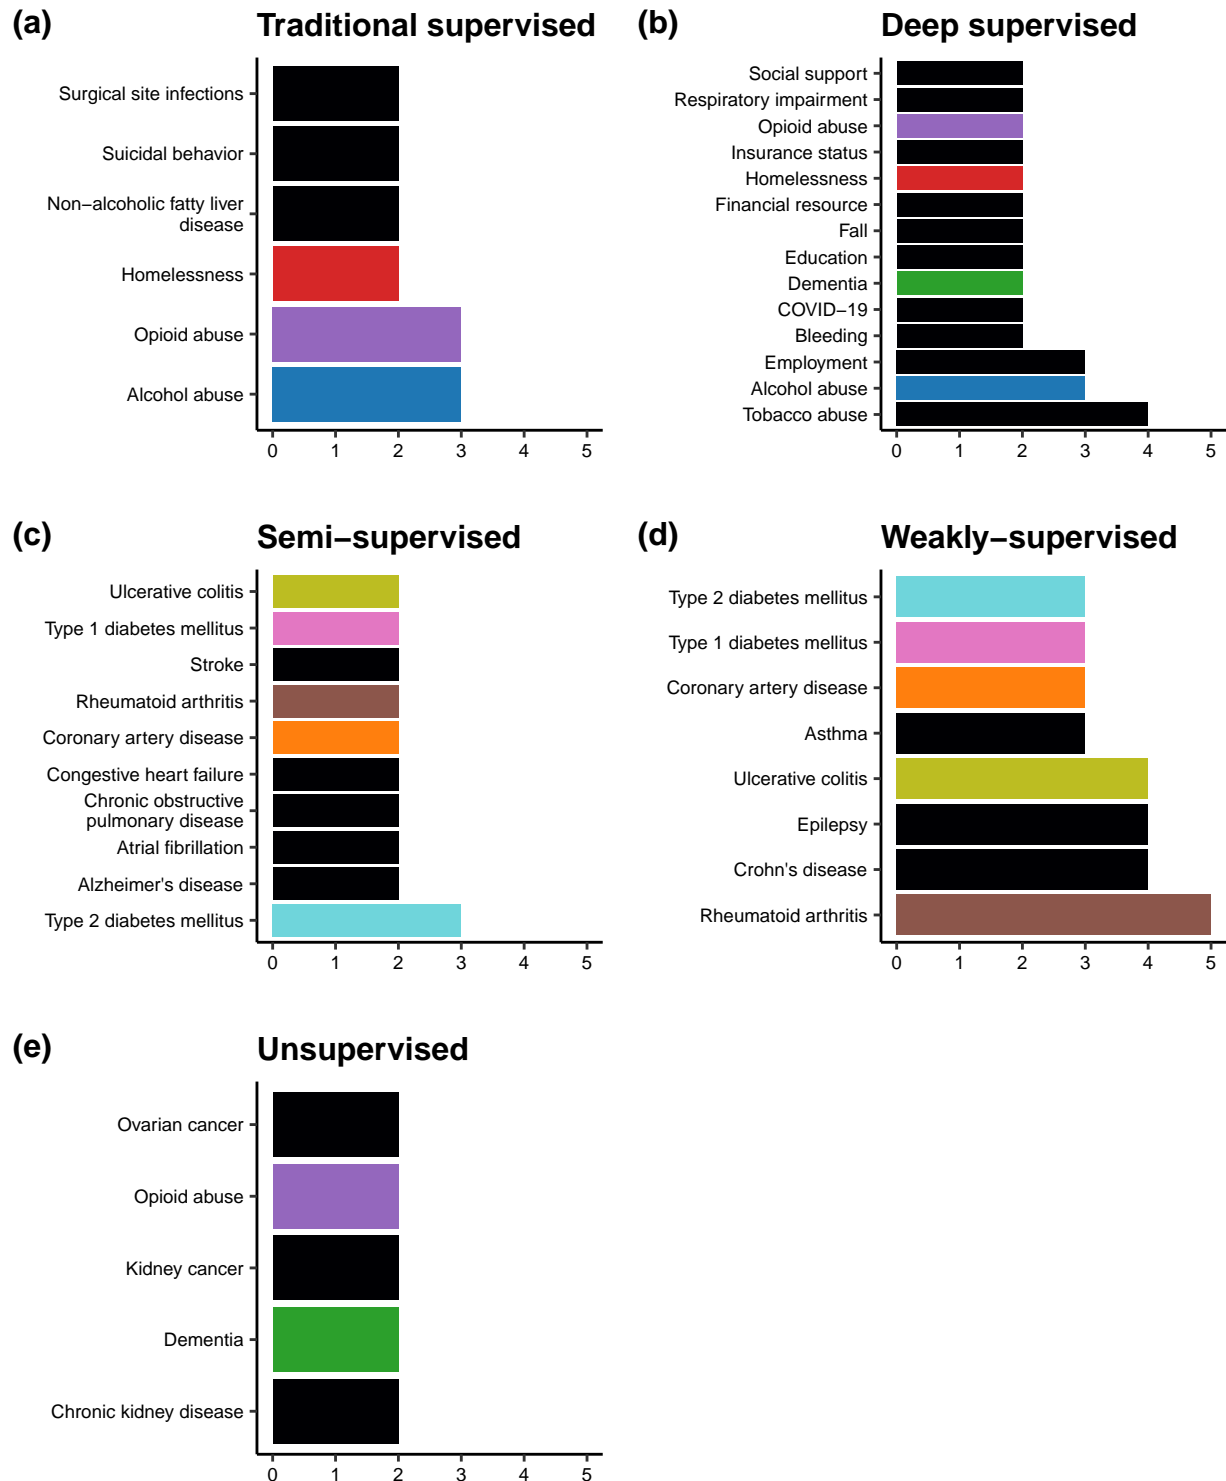 (a) Traditional supervised
Surgical site infections
Suicidal behavior
Non−alcoholic fatty liver
disease
Homelessness
Opioid abuse
Alcohol abuse
0 1 2 3 4 5
(b) Deep supervised
Social support
Respiratory impairment
Opioid abuse
Insurance status
Homelessness
Financial resource
Fall
Education
Dementia
COVID−19
Bleeding
Employment
Alcohol abuse
Tobacco abuse
0 1 2 3 4 5
(c) Semi−supervised
Ulcerative colitis
Type 1 diabetes mellitus
Stroke
Rheumatoid arthritis
Coronary artery disease
Congestive heart failure
Chronic obstructive
pulmonary disease
Atrial fibrillation
Alzheimer's disease
Type 2 diabetes mellitus
0 1 2 3 4 5
(d) Weakly−supervised
Type 2 diabetes mellitus
Type 1 diabetes mellitus
Coronary artery disease
Asthma
Ulcerative colitis
Epilepsy
Crohn's disease
Rheumatoid arthritis
0 1 2 3 4 5
(e) Unsupervised
Ovarian cancer
Opioid abuse
Kidney cancer
Dementia
Chronic kidney disease
0 1 2 3 4 5